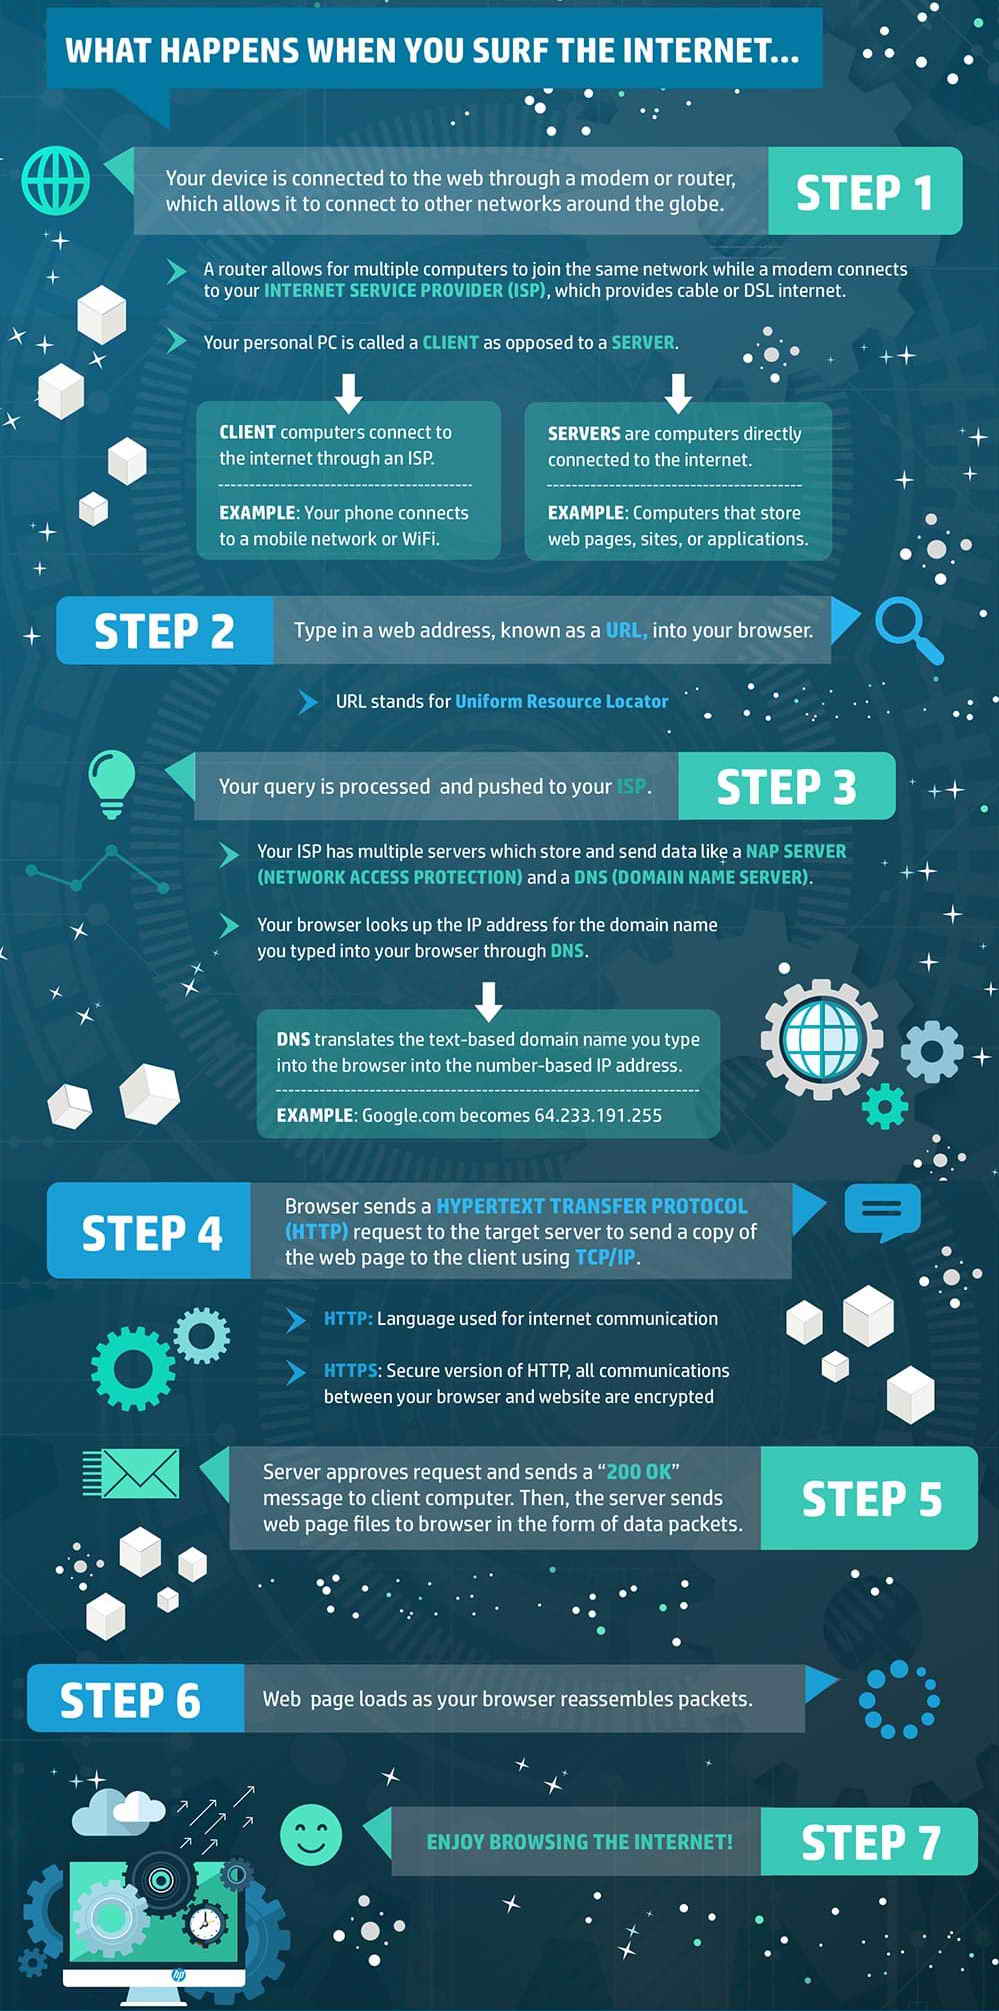 WHAT HAPPENS WHEN YOU SURF THE INTERNET...
Your device is connected to the web through a modem or router,
which allows it to connect to other networks around the globe.
STEP 1
A router allows for multiple computers to join the same network while a modem connects
to your INTERNET SERVICE PROVIDER (ISP), which provides cable or DSL internet.
Your personal PC is called a CLIENT as opposed to a SERVER.
CLIENT computers connect to
the internet through an ISP.
EXAMPLE: Your phone connects
to a mobile network or WiFi.
SERVERS are computers directly
connected to the internet.
EXAMPLE: Computers that store
web pages, sites, or applications.
STEP 2
Type in a web address, known as a URL, into your browser.
URL stands for Uniform Resource Locator
Your query is processed and pushed to your ISP.
STEP 3
Your ISP has multiple servers which store and send data like a NAP SERVER
(NETWORK ACCESS PROTECTION) and a DNS (DOMAIN NAME SERVER).
Your browser looks up the IP address for the domain name
you typed into your browser through DNS.
DNS translates the text-based domain name you type
into the browser into the number-based IP address.
EXAMPLE: Google.com becomes 64.233.191.255
STEP 4
Browser sends a HYPERTEXT TRANSFER PROTOCOL
(HTTP) request to the target server to send a copy of
the web page to the client using TCP/IP.
HTTP: Language used for internet communication
HTTPS: Secure version of HTTP, all communications
between your browser and website are encrypted
Server approves request and sends a “200 OK”
message to client computer. Then, the server sends
web page files to browser in the form of data packets.
STEP 5
STEP 6
Web page loads as your browser reassembles packets.
ENJOY BROWSING THE INTERNET!
STEP 7
hp